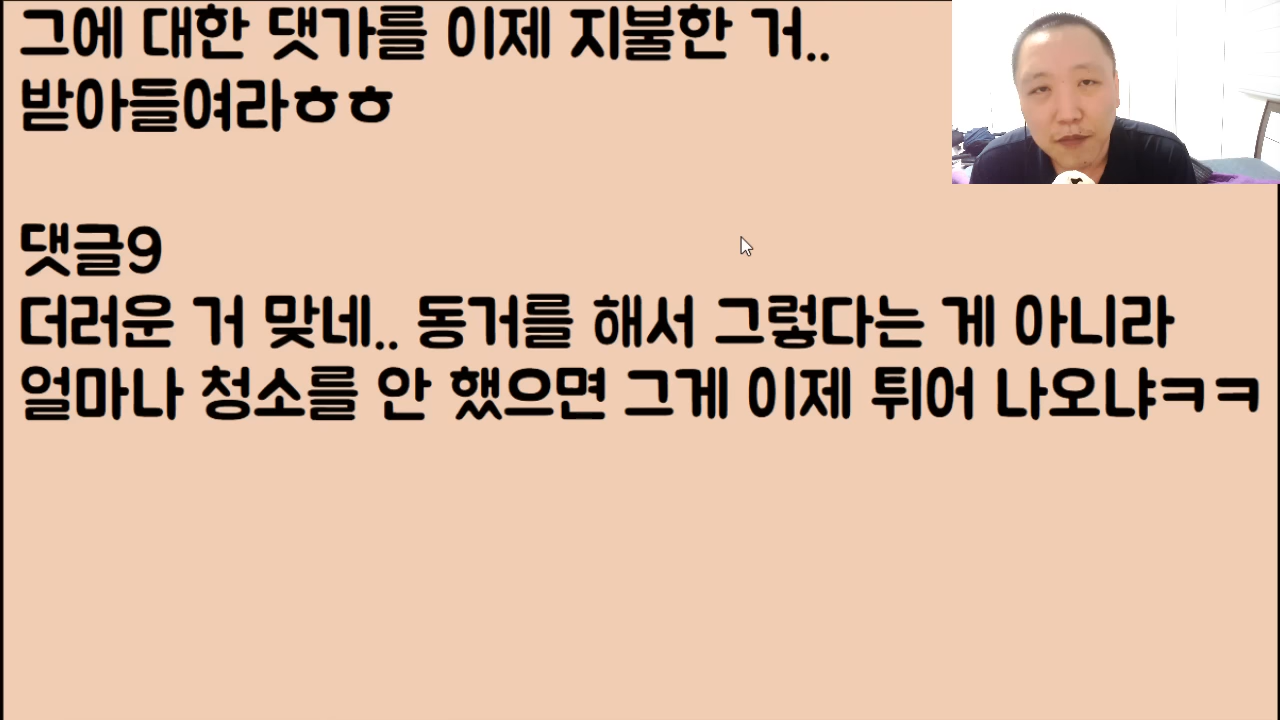 그에 대한 댓가를 이제 지불한 거..
받아들여라ㅎㅎ
댓글9
더러운 거 맞네.. 동거를 해서 그렇다는 게 아니라
얼마나 청소를 안 했으면 그게 이제 튀어 나오냐ㅋㅋ